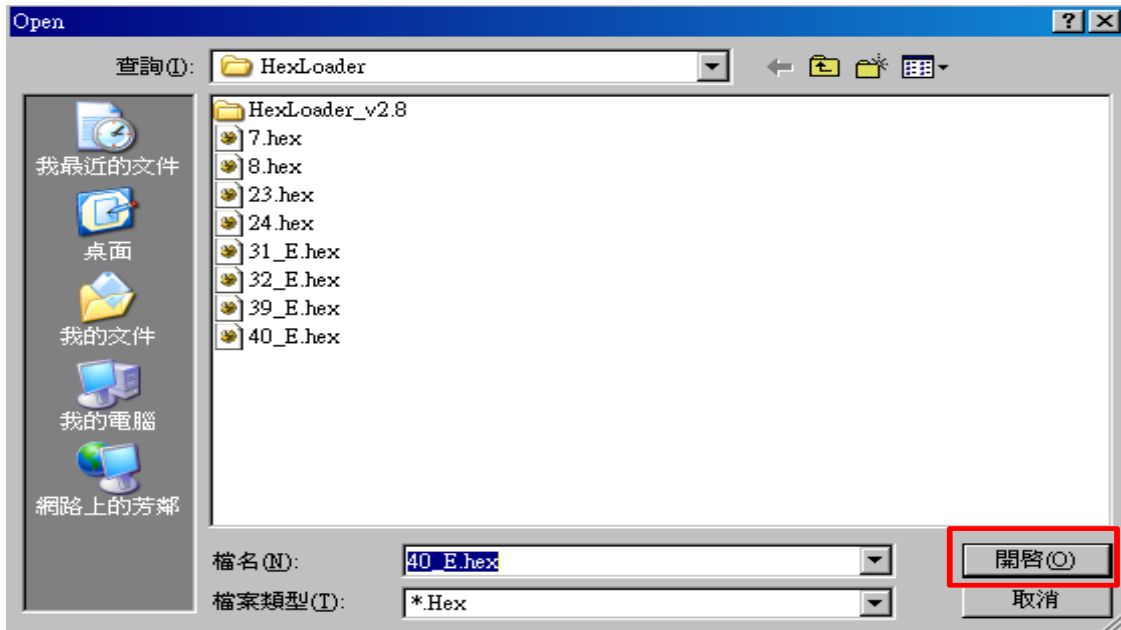 Open
查詢(I):
HexLoader
我最近的文件
桌面
我的文件
我的電腦
網路上的芳鄰
HexLoader_v2.8
7.hex
8.hex
23.hex
24.hex
31_E.hex
32_E.hex
39_E.hex
40_E.hex
檔名(N):
40_E.hex
開啓(O)
檔案類型(T):
*.Hex
取消